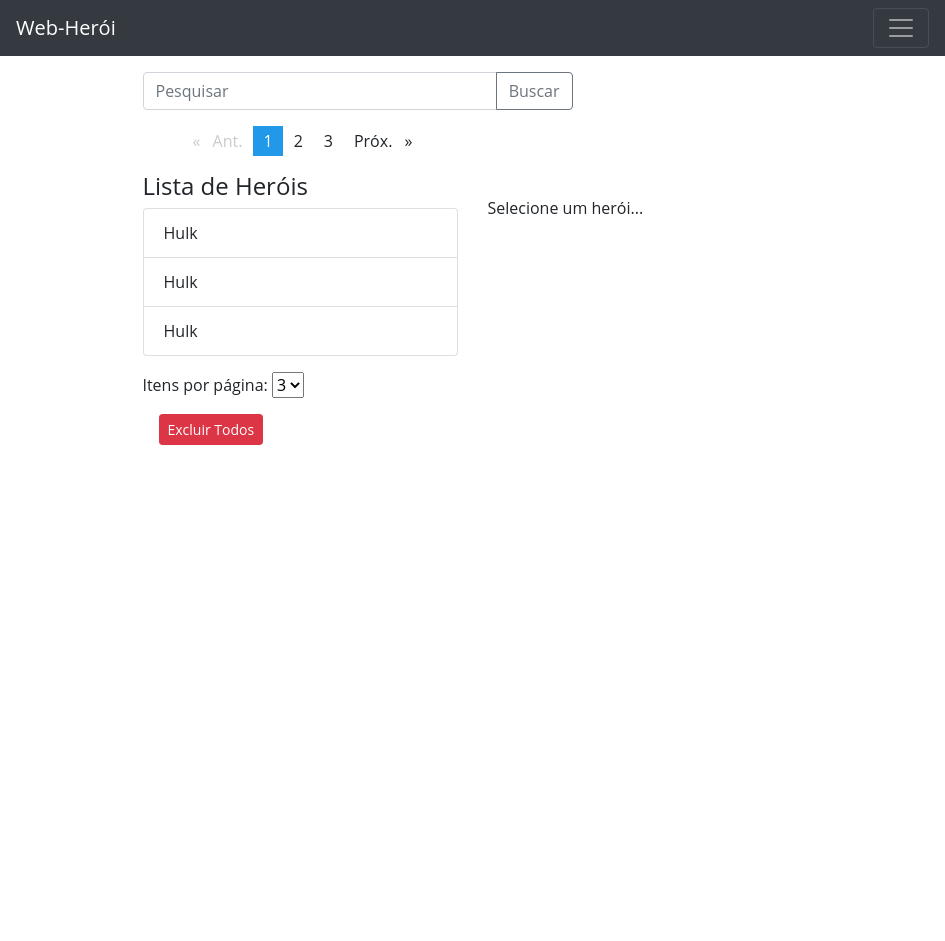 Web-Herói
Pesquisar Buscar
« Ant. 1 2 3 Próx. »
Lista de Heróis
Selecione um herói...
Hulk
Hulk
Hulk
Itens por página: 3
Excluir Todos